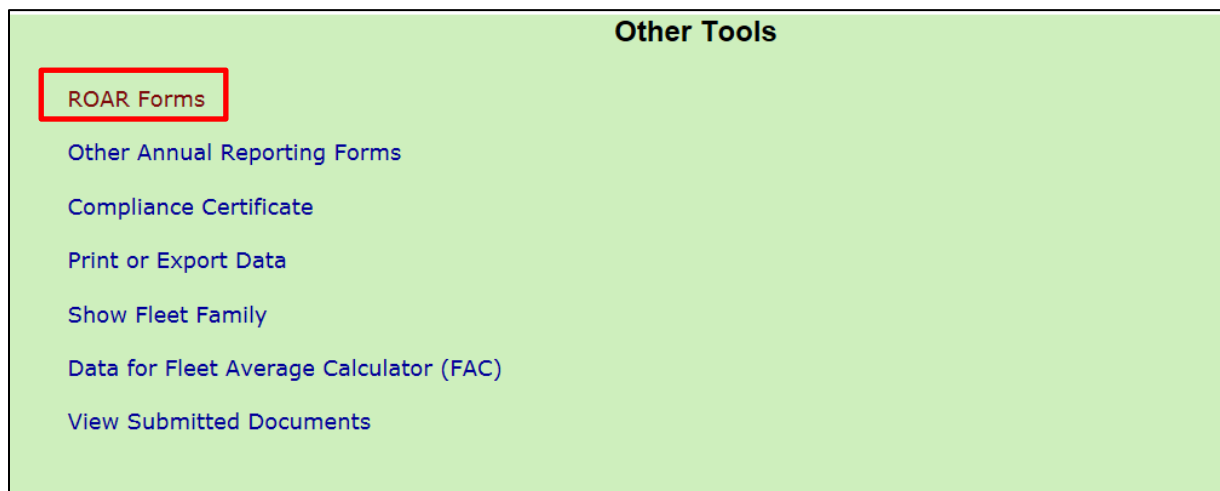 Other Tools
ROAR Forms
Other Annual Reporting Forms
Compliance Certificate
Print or Export Data
Show Fleet Family
Data for Fleet Average Calculator (FAC)
View Submitted Documents